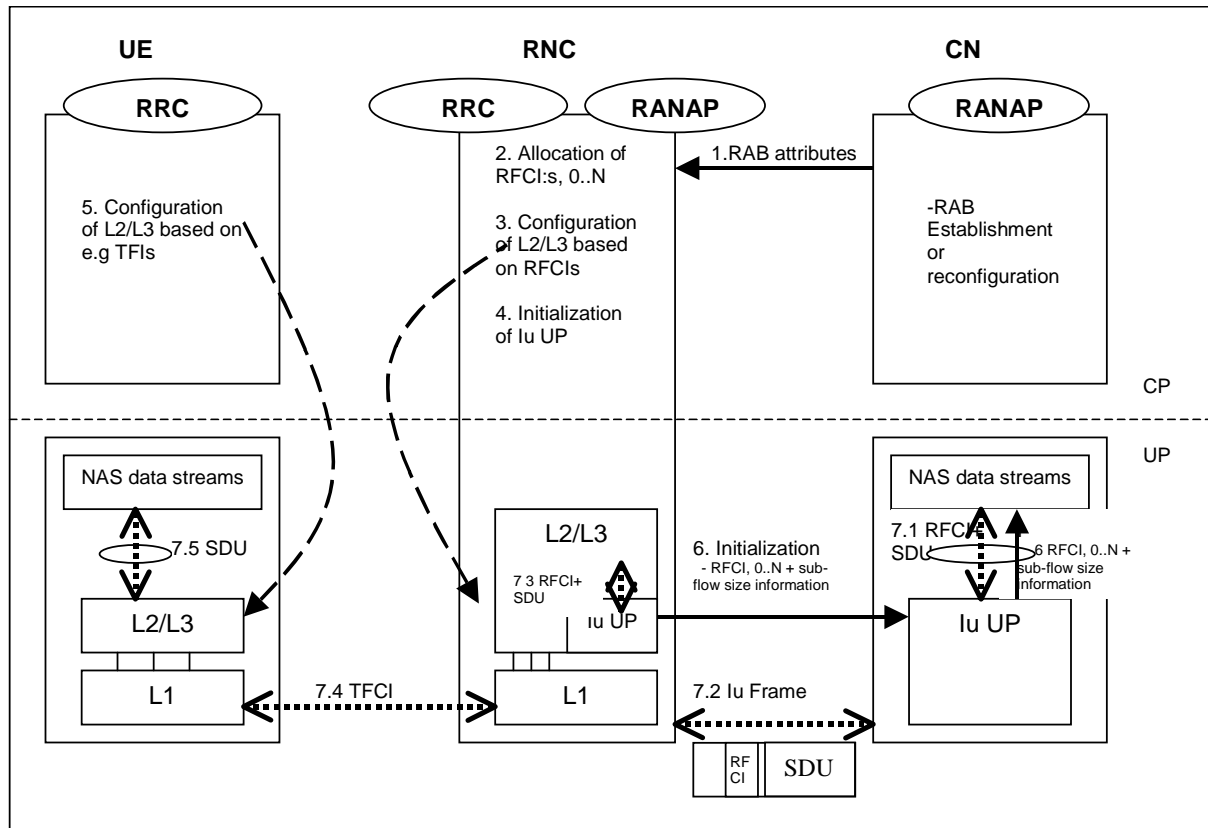 UE
RNC
CN
RRC
RRC
RANAP
RANAP
2. Allocation of
RFCI:s, 0..N
1.RAB attributes
5. Configuration
of L2/L3 based on
e.g TFIs
3. Configuration
of L2/L3 based
on RFCIs
4. Initialization
of Iu UP
-RAB
Establishment
or
reconfiguration
CP
UP
NAS data streams
7.5 SDU
L2/L3
L1
7.4 TFCI
L2/L3
7 3 RFCI+
SDU
Iu UP
L1
6. Initialization
- RFCI, 0..N + sub-
flow size information
7.2 Iu Frame
RF
CI
SDU
NAS data streams
7.1 RFCI+
SDU
6 RFCI, 0..N +
sub-flow size
information
Iu UP